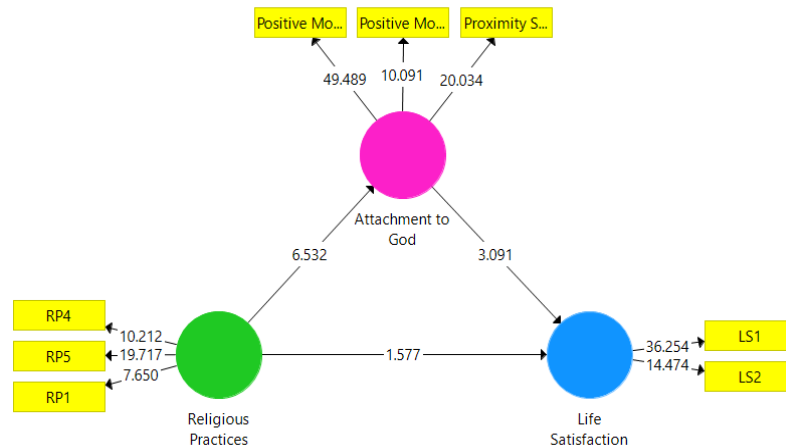 Positive Mo...
Positive Mo...
Proximity S...
49.489
10.091
20.034
Attachment to
God
6.532
3.091
RP4
10.212
RP5
19.717
RP1
7.650
1.577
36.254
LS1
14.474
LS2
Religious
Practices
Life
Satisfaction